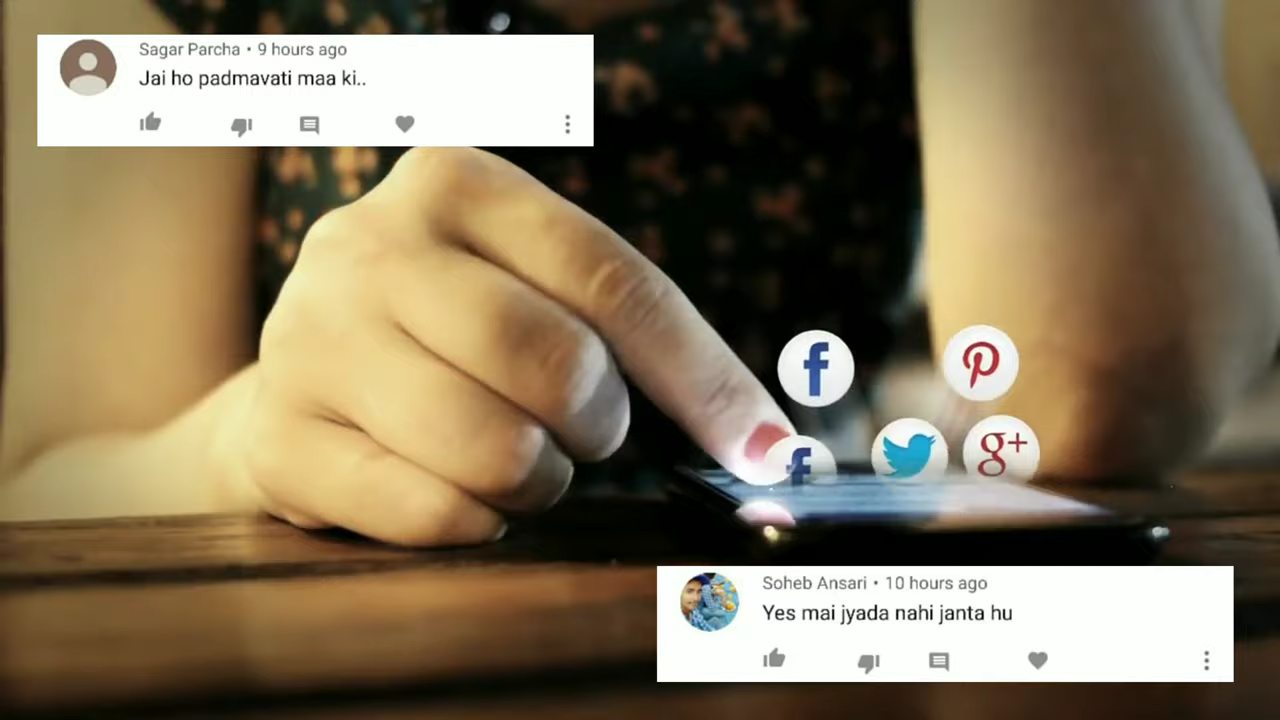 Sagar Parcha • 9 hours ago
Jai ho padmavati maa ki..
f
f
g+
Soheb Ansari • 10 hours ago
Yes mai jyada nahi janta hu